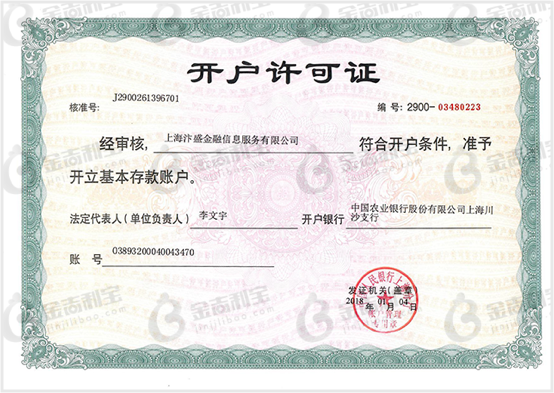 开户许可证
核准号: J2900261396701 编 号: 2900-03480223
经审核, 上海汴盛金融信息服务有限公司 符合开户条件, 准予
开立基本存款账户。
法定代表人(单位负责人) 李文宇 开户银行 中国农业银行股份有限公司上海川
沙支行
账 号 03893200040043470
发证机关(盖章)
2018 年 01 月 04 日
金尚利宝
jinjinbao.com